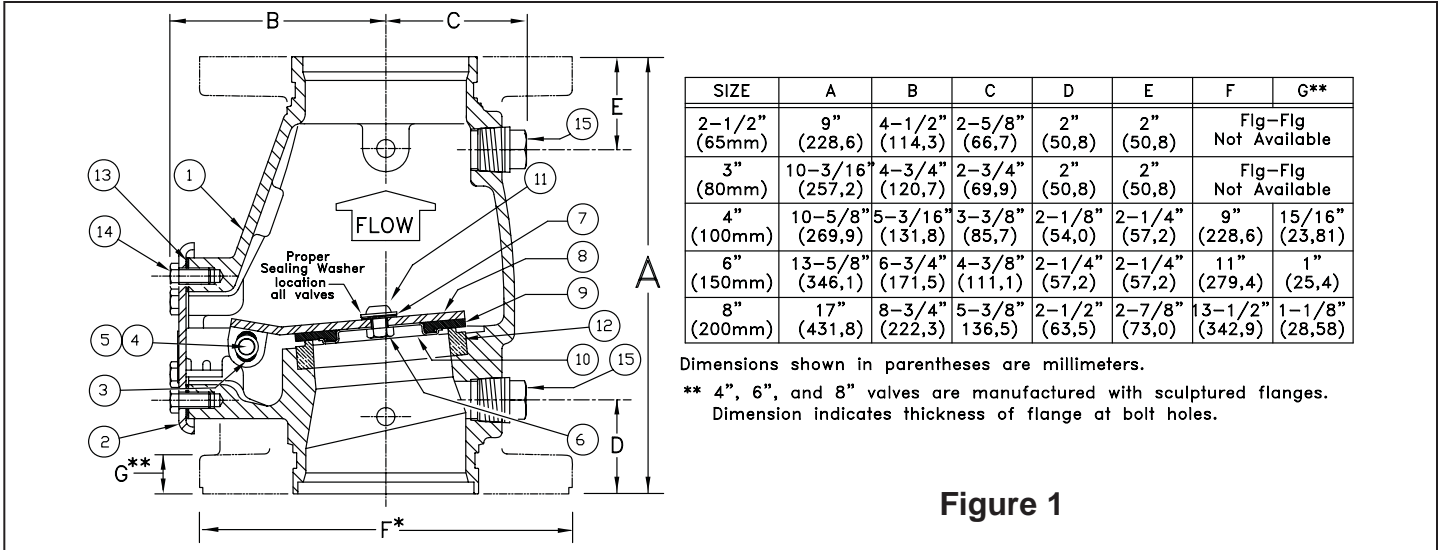 B
C
E
A
15
13
1
11
14
FLOW
7
Proper
Sealing Washer
location
all valves
8
9
12
5
4
10
15
3
2
6
D
G**
F*
SIZE A B C D E F G**
2-1/2" 9" 4-1/2" 2-5/8" 2" 2" Flg-Flg
(65mm) (228,6) (114,3) (66,7) (50,8) (50,8) Not Available
3" 10-3/16" 4-3/4" 2-3/4" 2" 2" Flg-Flg
(80mm) (257,2) (120,7) (69,9) (50,8) (50,8) Not Available
4" 10-5/8" 5-3/16" 3-3/8" 2-1/8" 2-1/4" 9" 15/16"
(100mm) (269,9) (131,8) (85,7) (54,0) (57,2) (228,6) (23,81)
6" 13-5/8" 6-3/4" 4-3/8" 2-1/4" 2-1/4" 11" 1"
(150mm) (346,1) (171,5) (111,1) (57,2) (57,2) (279,4) (25,4)
8" 17" 8-3/4" 5-3/8" 2-1/2" 2-7/8" 13-1/2" 1-1/8"
(200mm) (431,8) (222,3) 136,5) (63,5) (73,0) (342,9) (28,58)
Dimensions shown in parentheses are millimeters.
** 4", 6", and 8" valves are manufactured with sculptured flanges.
Dimension indicates thickness of flange at bolt holes.
Figure 1